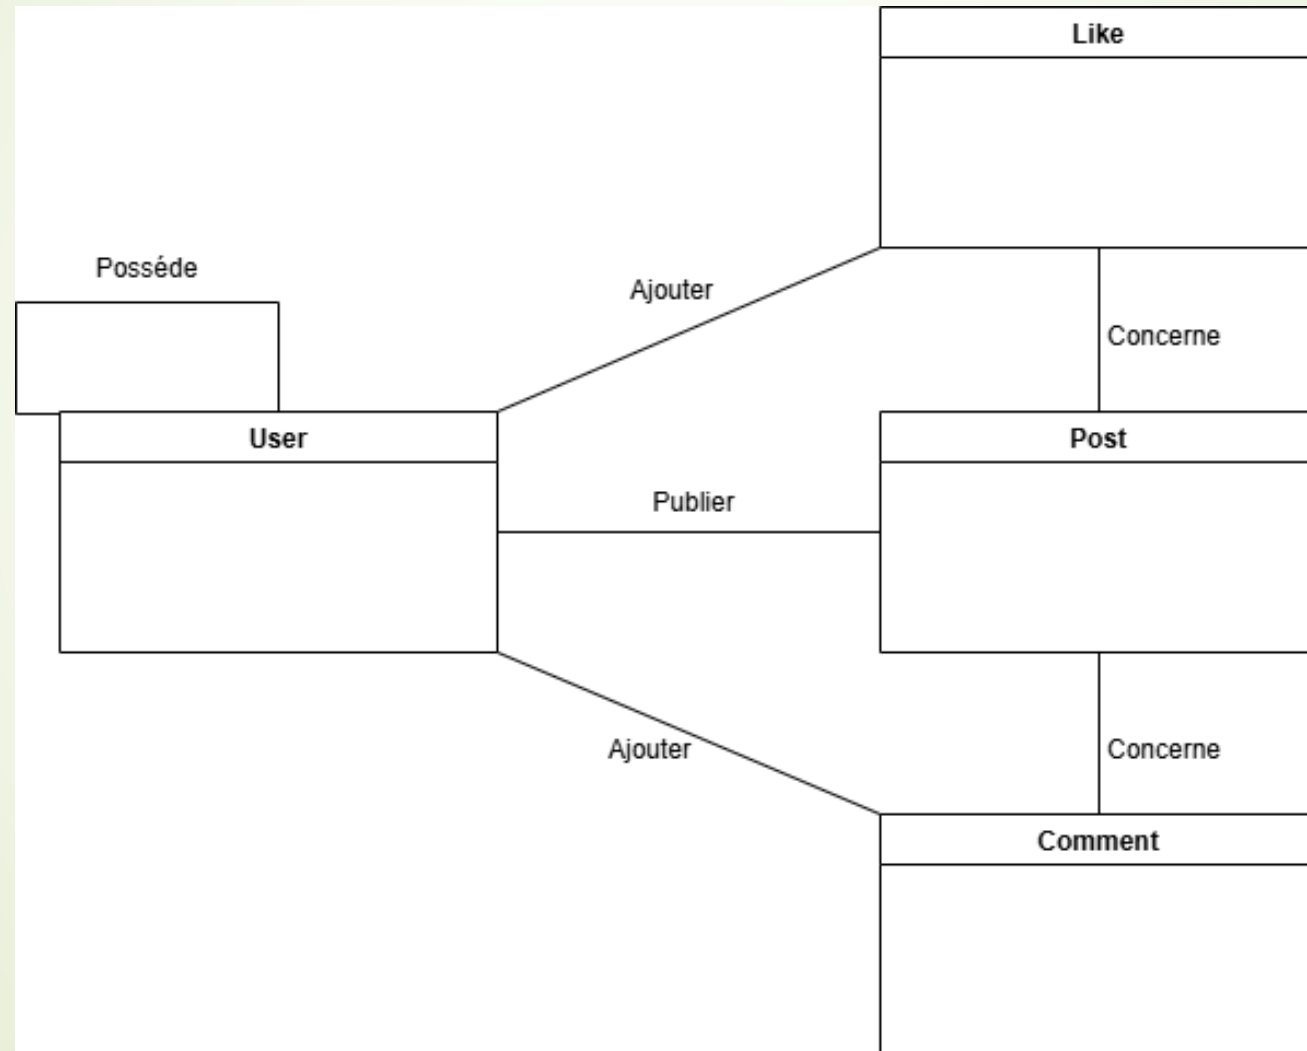 Like
Posséde
Ajouter
Concerne
User
Post
Publier
Ajouter
Concerne
Comment